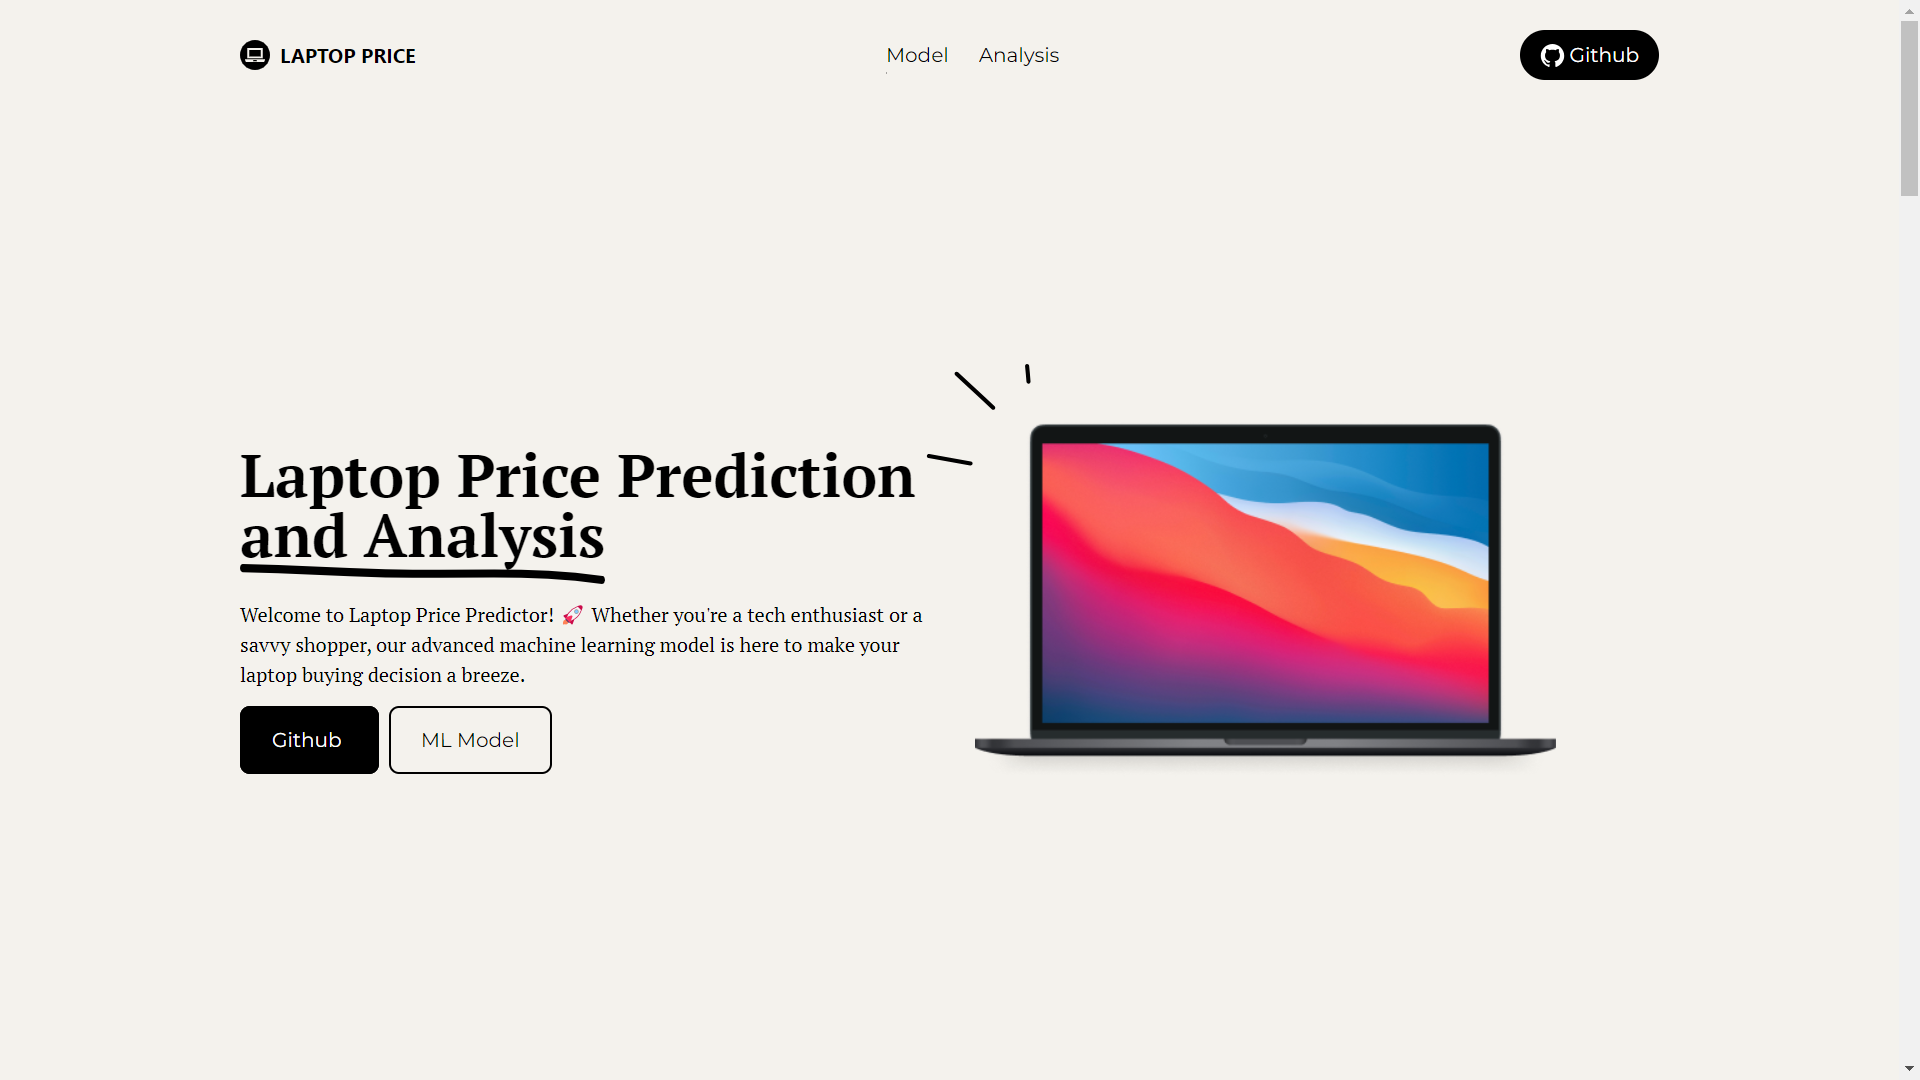 LAPTOP PRICE
Model
Analysis
Github
Laptop Price Prediction
and Analysis
Welcome to Laptop Price Predictor! 🚀 Whether you're a tech enthusiast or a
savvy shopper, our advanced machine learning model is here to make your
laptop buying decision a breeze.
Github
ML Model